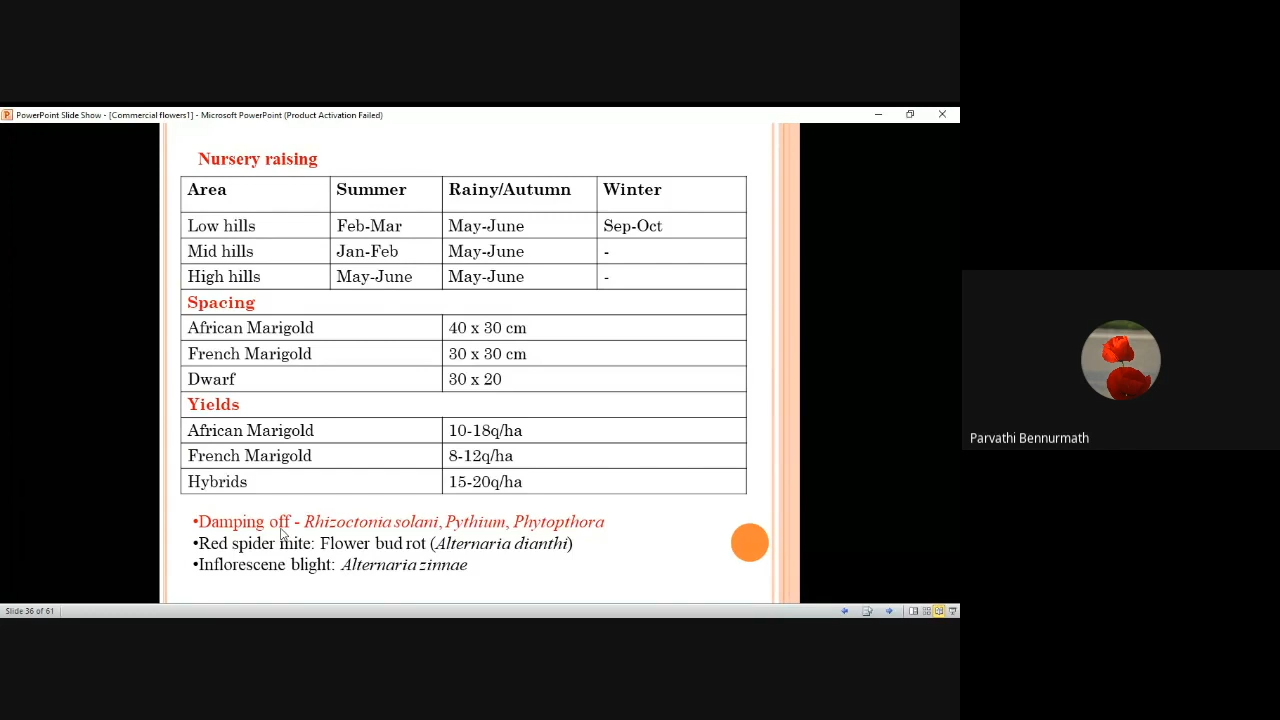 PowerPoint Slide Show - [Commercial flowers1] - Microsoft PowerPoint (Product Activation Failed)
Nursery raising
Area Summer Rainy/Autumn Winter
Low hills Feb-Mar May-June Sep-Oct
Mid hills Jan-Feb May-June -
High hills May-June May-June -
Spacing
African Marigold 40 x 30 cm
French Marigold 30 x 30 cm
Dwarf 30 x 20
Yields
African Marigold 10-18q/ha
French Marigold 8-12q/ha
Hybrids 15-20q/ha
•Damping off - Rhizoctonia solani, Pythium, Phytopthora
•Red spider mite: Flower bud rot (Alternaria dianthi)
•Inflorescene blight: Alternaria zinnae
Slide 36 of 61
Parvathi Bennurmath